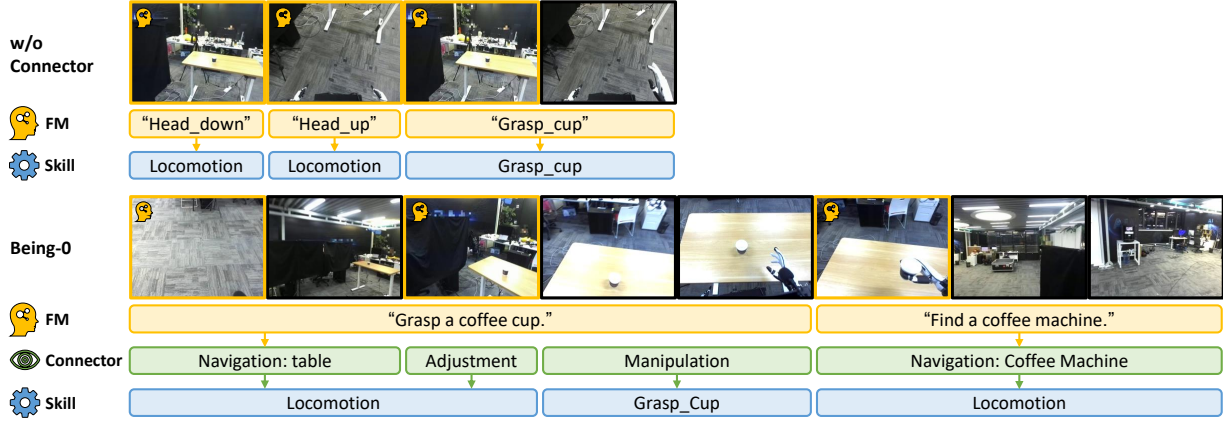 w/o
Connector
FM
“Head_down” “Head_up” “Grasp_cup”
Skill
Locomotion Locomotion Grasp_cup
Being-0
FM
“Grasp a coffee cup.” “Find a coffee machine.”
Connector
Navigation: table Adjustment Manipulation Navigation: Coffee Machine
Skill
Locomotion Grasp_Cup Locomotion